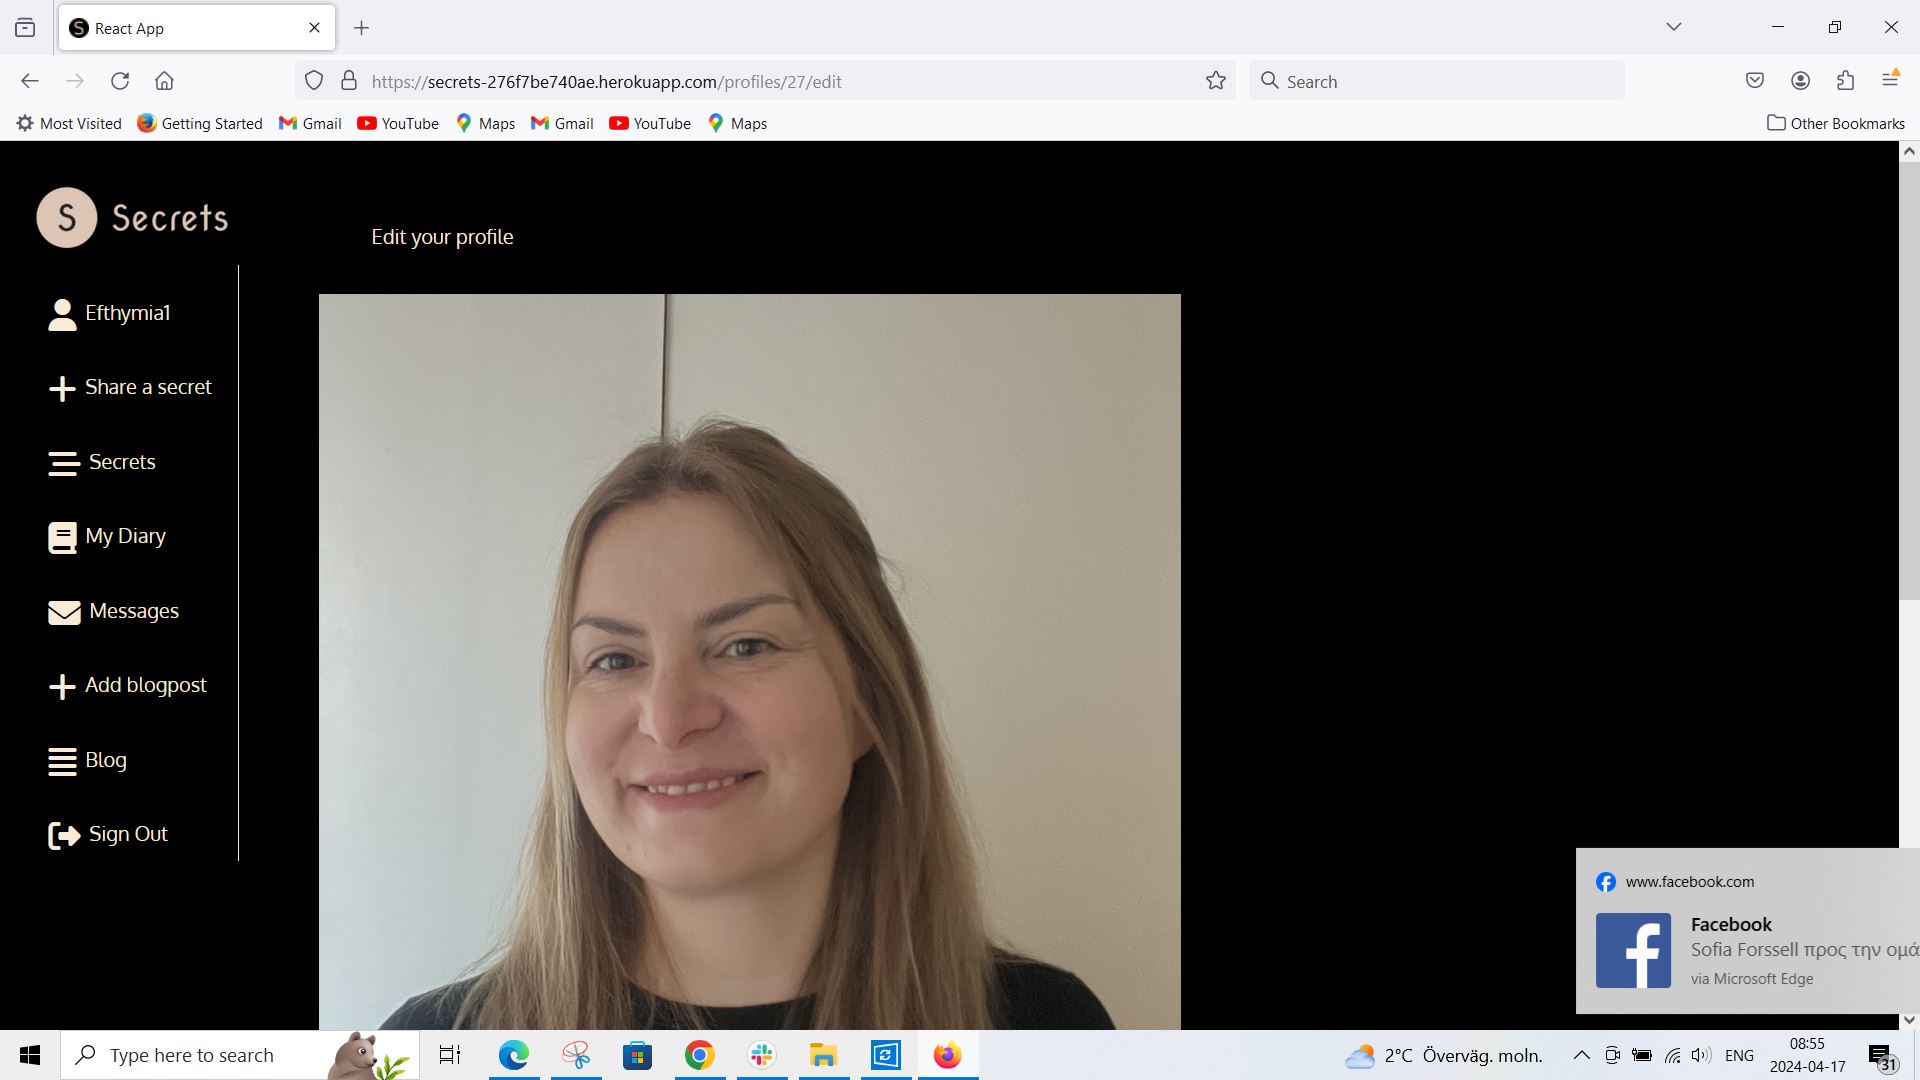 React App
https://secrets-276f7be740ae.herokuapp.com/profiles/27/edit
Search
Most Visited
Getting Started
Gmail
YouTube
Maps
Gmail
YouTube
Maps
Other Bookmarks
S Secrets
Edit your profile
Efthymia1
Share a secret
Secrets
My Diary
Messages
Add blogpost
Blog
Sign Out
www.facebook.com
Facebook
Sofia Forssell προς την ομά
via Microsoft Edge
Type here to search
2°C Överväg. moln.
ENG
08:55
2024-04-17
31